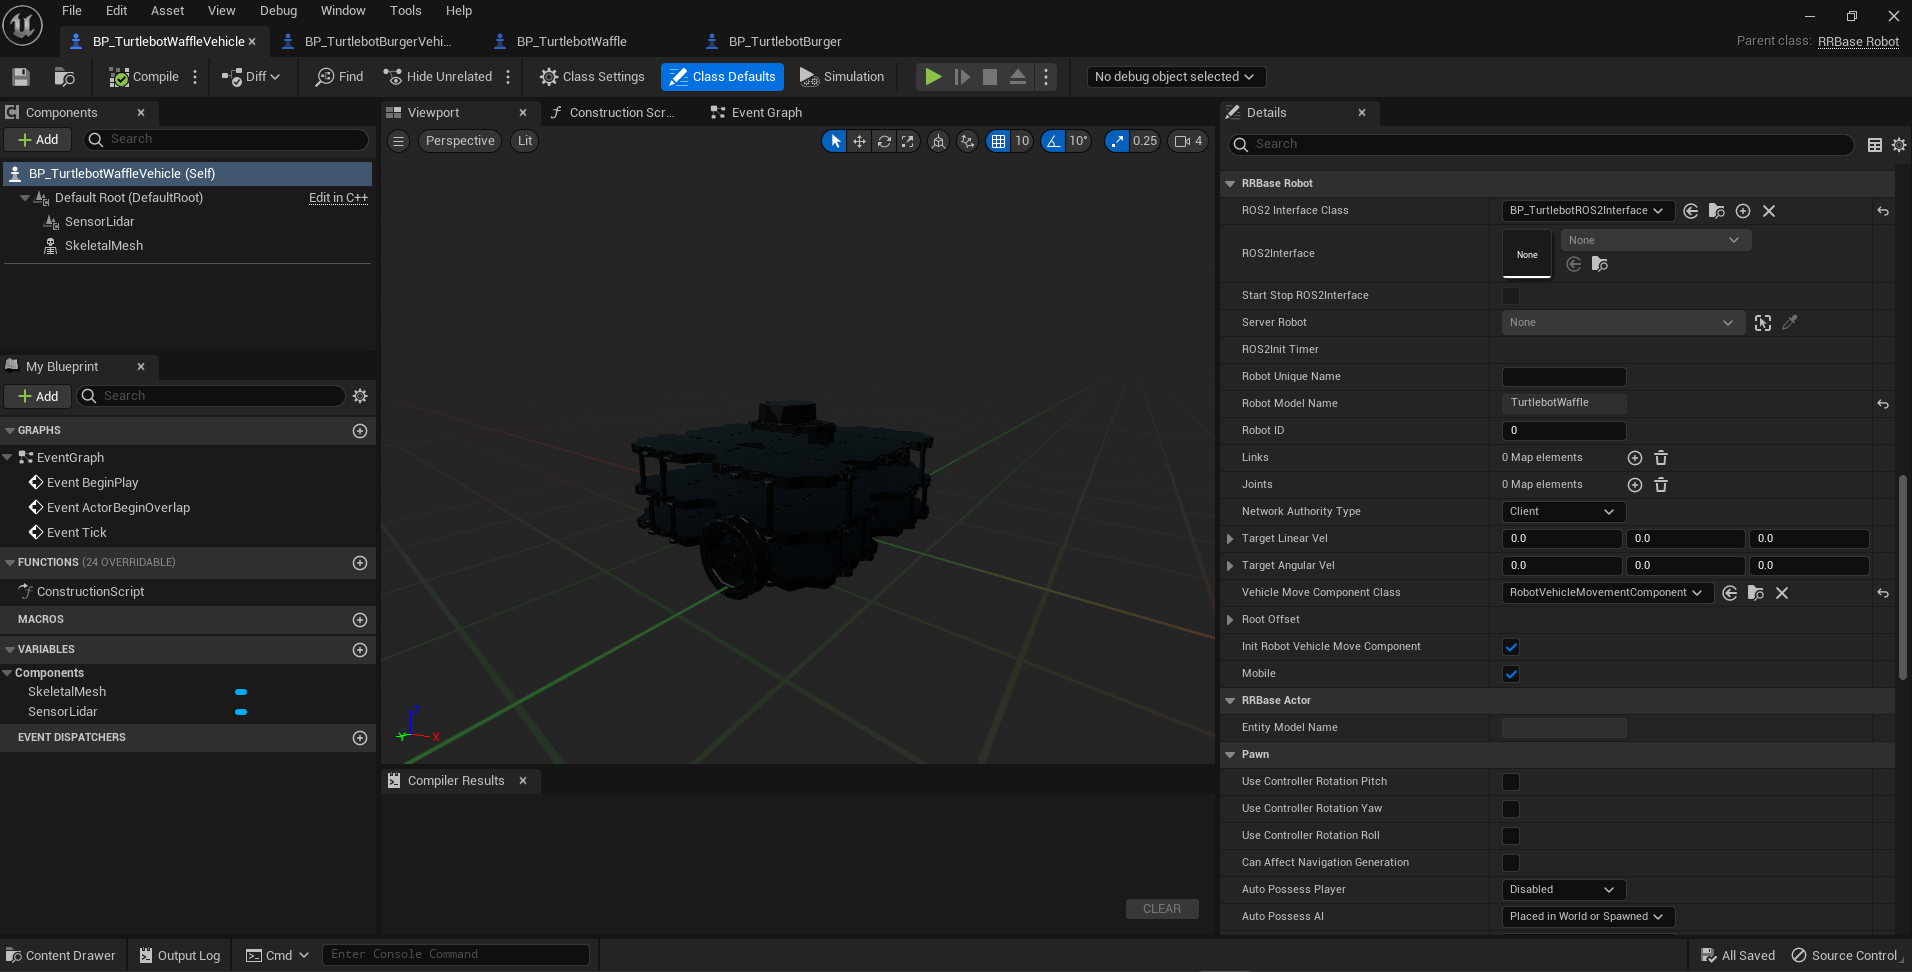 File Edit Asset View Debug Window Tools Help
BP_TurtlebotWaffleVehicle BP_TurtlebotBurgerVehi... BP_TurtlebotWaffle BP_TurtlebotBurger
Parent class: RRBase Robot
Compile Diff Find Hide Unrelated Class Settings Class Defaults Simulation No debug object selected
Components
Add Search
BP_TurtlebotWaffleVehicle (Self)
Default Root (DefaultRoot) Edit in C++
SensorLidar
SkeletalMesh
My Blueprint
Add Search
GRAPHS
EventGraph
Event BeginPlay
Event ActorBeginOverlap
Event Tick
FUNCTIONS (24 OVERRIDABLE)
ConstructionScript
MACROS
VARIABLES
Components
SkeletalMesh
SensorLidar
EVENT DISPATCHERS
Viewport Construction Scr... Event Graph
Perspective Lit 10 10° 0.25 4
Z
Y X
Compiler Results
CLEAR
Details
Search
RRBase Robot
ROS2 Interface Class BP_TurtlebotROS2Interface
ROS2Interface None None
Start Stop ROS2Interface
Server Robot None
ROS2Init Timer
Robot Unique Name
Robot Model Name TurtlebotWaffle
Robot ID 0
Links 0 Map elements
Joints 0 Map elements
Network Authority Type Client
Target Linear Vel 0.0 0.0 0.0
Target Angular Vel 0.0 0.0 0.0
Vehicle Move Component Class RobotVehicleMovementComponent
Root Offset
Init Robot Vehicle Move Component
Mobile
RRBase Actor
Entity Model Name
Pawn
Use Controller Rotation Pitch
Use Controller Rotation Yaw
Use Controller Rotation Roll
Can Affect Navigation Generation
Auto Possess Player Disabled
Auto Possess AI Placed in World or Spawned
Content Drawer Output Log Cmd Enter Console Command All Saved Source Control